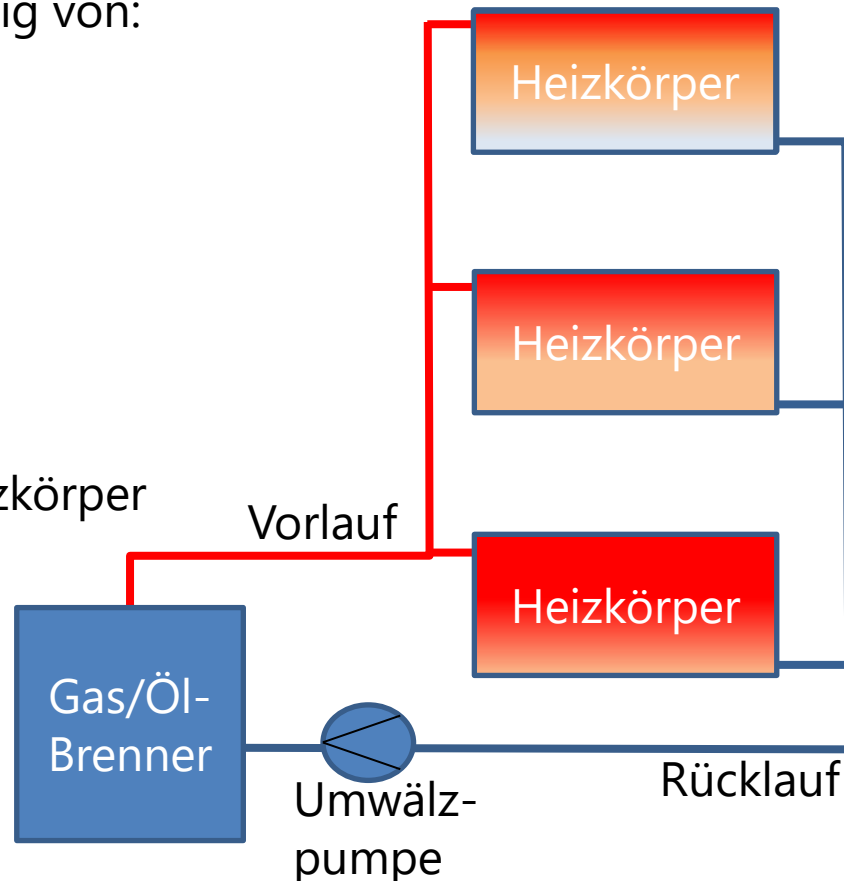 ig von:
Heizkörper
Heizkörper
zkörper
Vorlauf
Heizkörper
Gas/Öl-
Brenner
Umwälz-
pumpe
Rücklauf